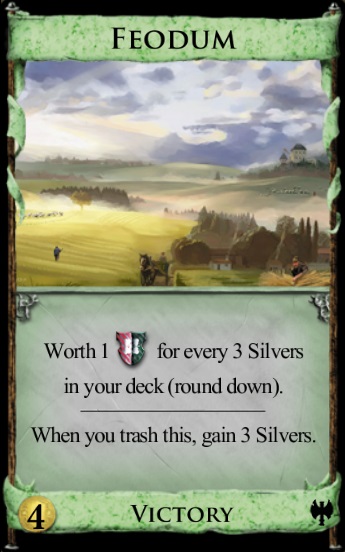 FEODUM
Worth 1 for every 3 Silvers
in your deck (round down).
When you trash this, gain 3 Silvers.
4 VICTORY